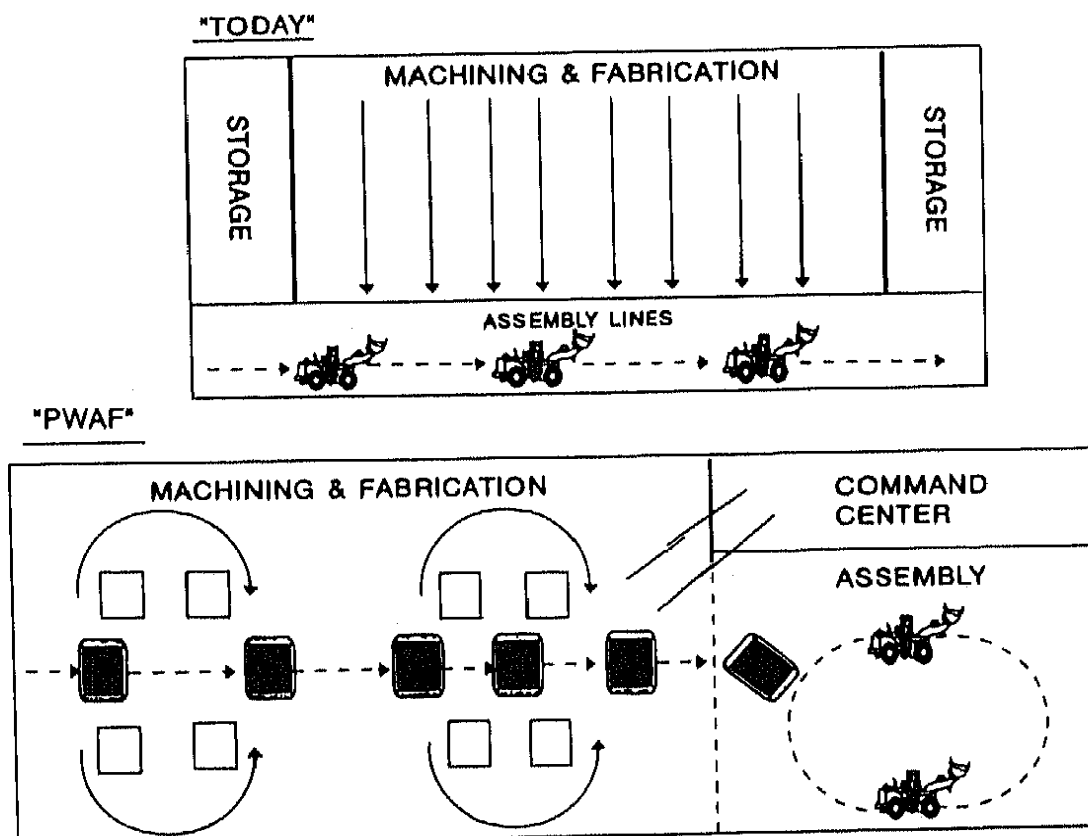 "TODAY"
MACHINING & FABRICATION
STORAGE
STORAGE
ASSEMBLY LINES
"PWAF"
MACHINING & FABRICATION
COMMAND
CENTER
ASSEMBLY